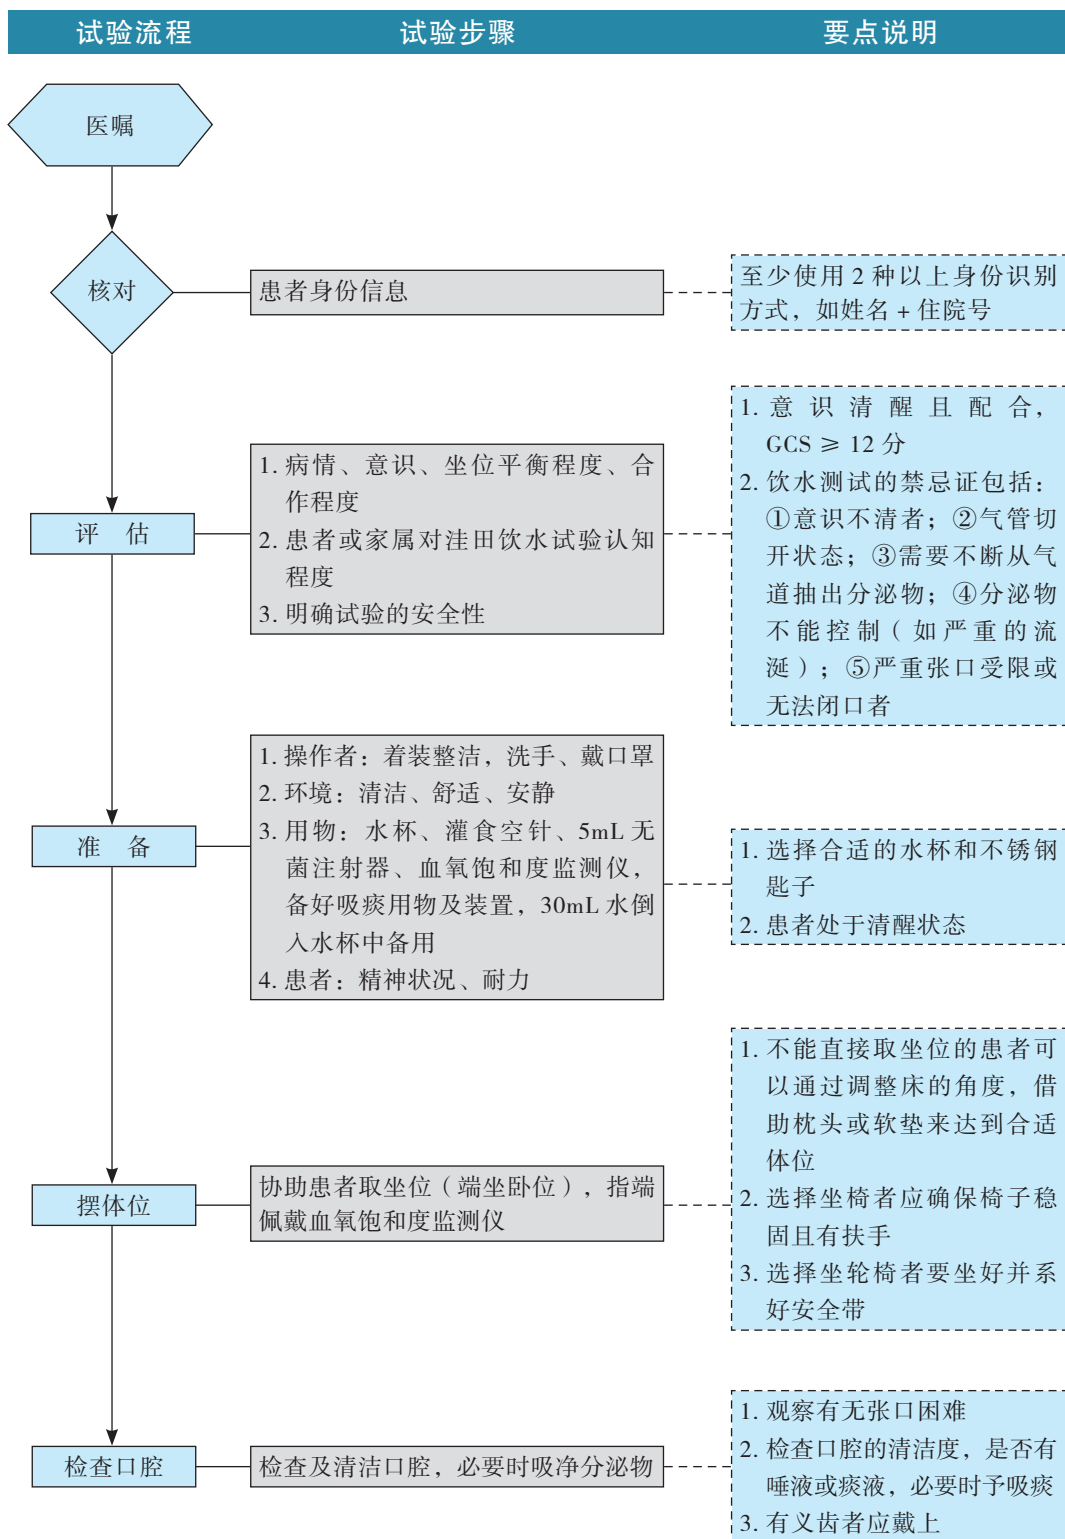 试验流程 试验步骤 要点说明
医嘱
核对
患者身份信息
至少使用 2 种以上身份识别
方式，如姓名 + 住院号
评 估
1. 病情、意识、坐位平衡程度、合
作程度
2. 患者或家属对洼田饮水试验认知
程度
3. 明确试验的安全性
1. 意识清醒且配合，
GCS ≥ 12 分
2. 饮水测试的禁忌证包括：
①意识不清者；②气管切
开状态；③需要不断从气
道抽出分泌物；④分泌物
不能控制（如严重的流
涎）；⑤严重张口受限或
无法闭口者
准 备
1. 操作者：着装整洁，洗手、戴口罩
2. 环境：清洁、舒适、安静
3. 用物：水杯、灌食空针、5mL 无
菌注射器、血氧饱和度监测仪，
备好吸痰用物及装置，30mL 水倒
入水杯中备用
4. 患者：精神状况、耐力
1. 选择合适的水杯和不锈钢
匙子
2. 患者处于清醒状态
摆体位
协助患者取坐位（端坐卧位），指端
佩戴血氧饱和度监测仪
1. 不能直接取坐位的患者可
以通过调整床的角度，借
助枕头或软垫来达到合适
体位
2. 选择坐椅者应确保椅子稳
固且有扶手
3. 选择坐轮椅者要坐好并系
好安全带
检查口腔
检查及清洁口腔，必要时吸净分泌物
1. 观察有无张口困难
2. 检查口腔的清洁度，是否有
唾液或痰液，必要时予吸痰
3. 有义齿者应戴上